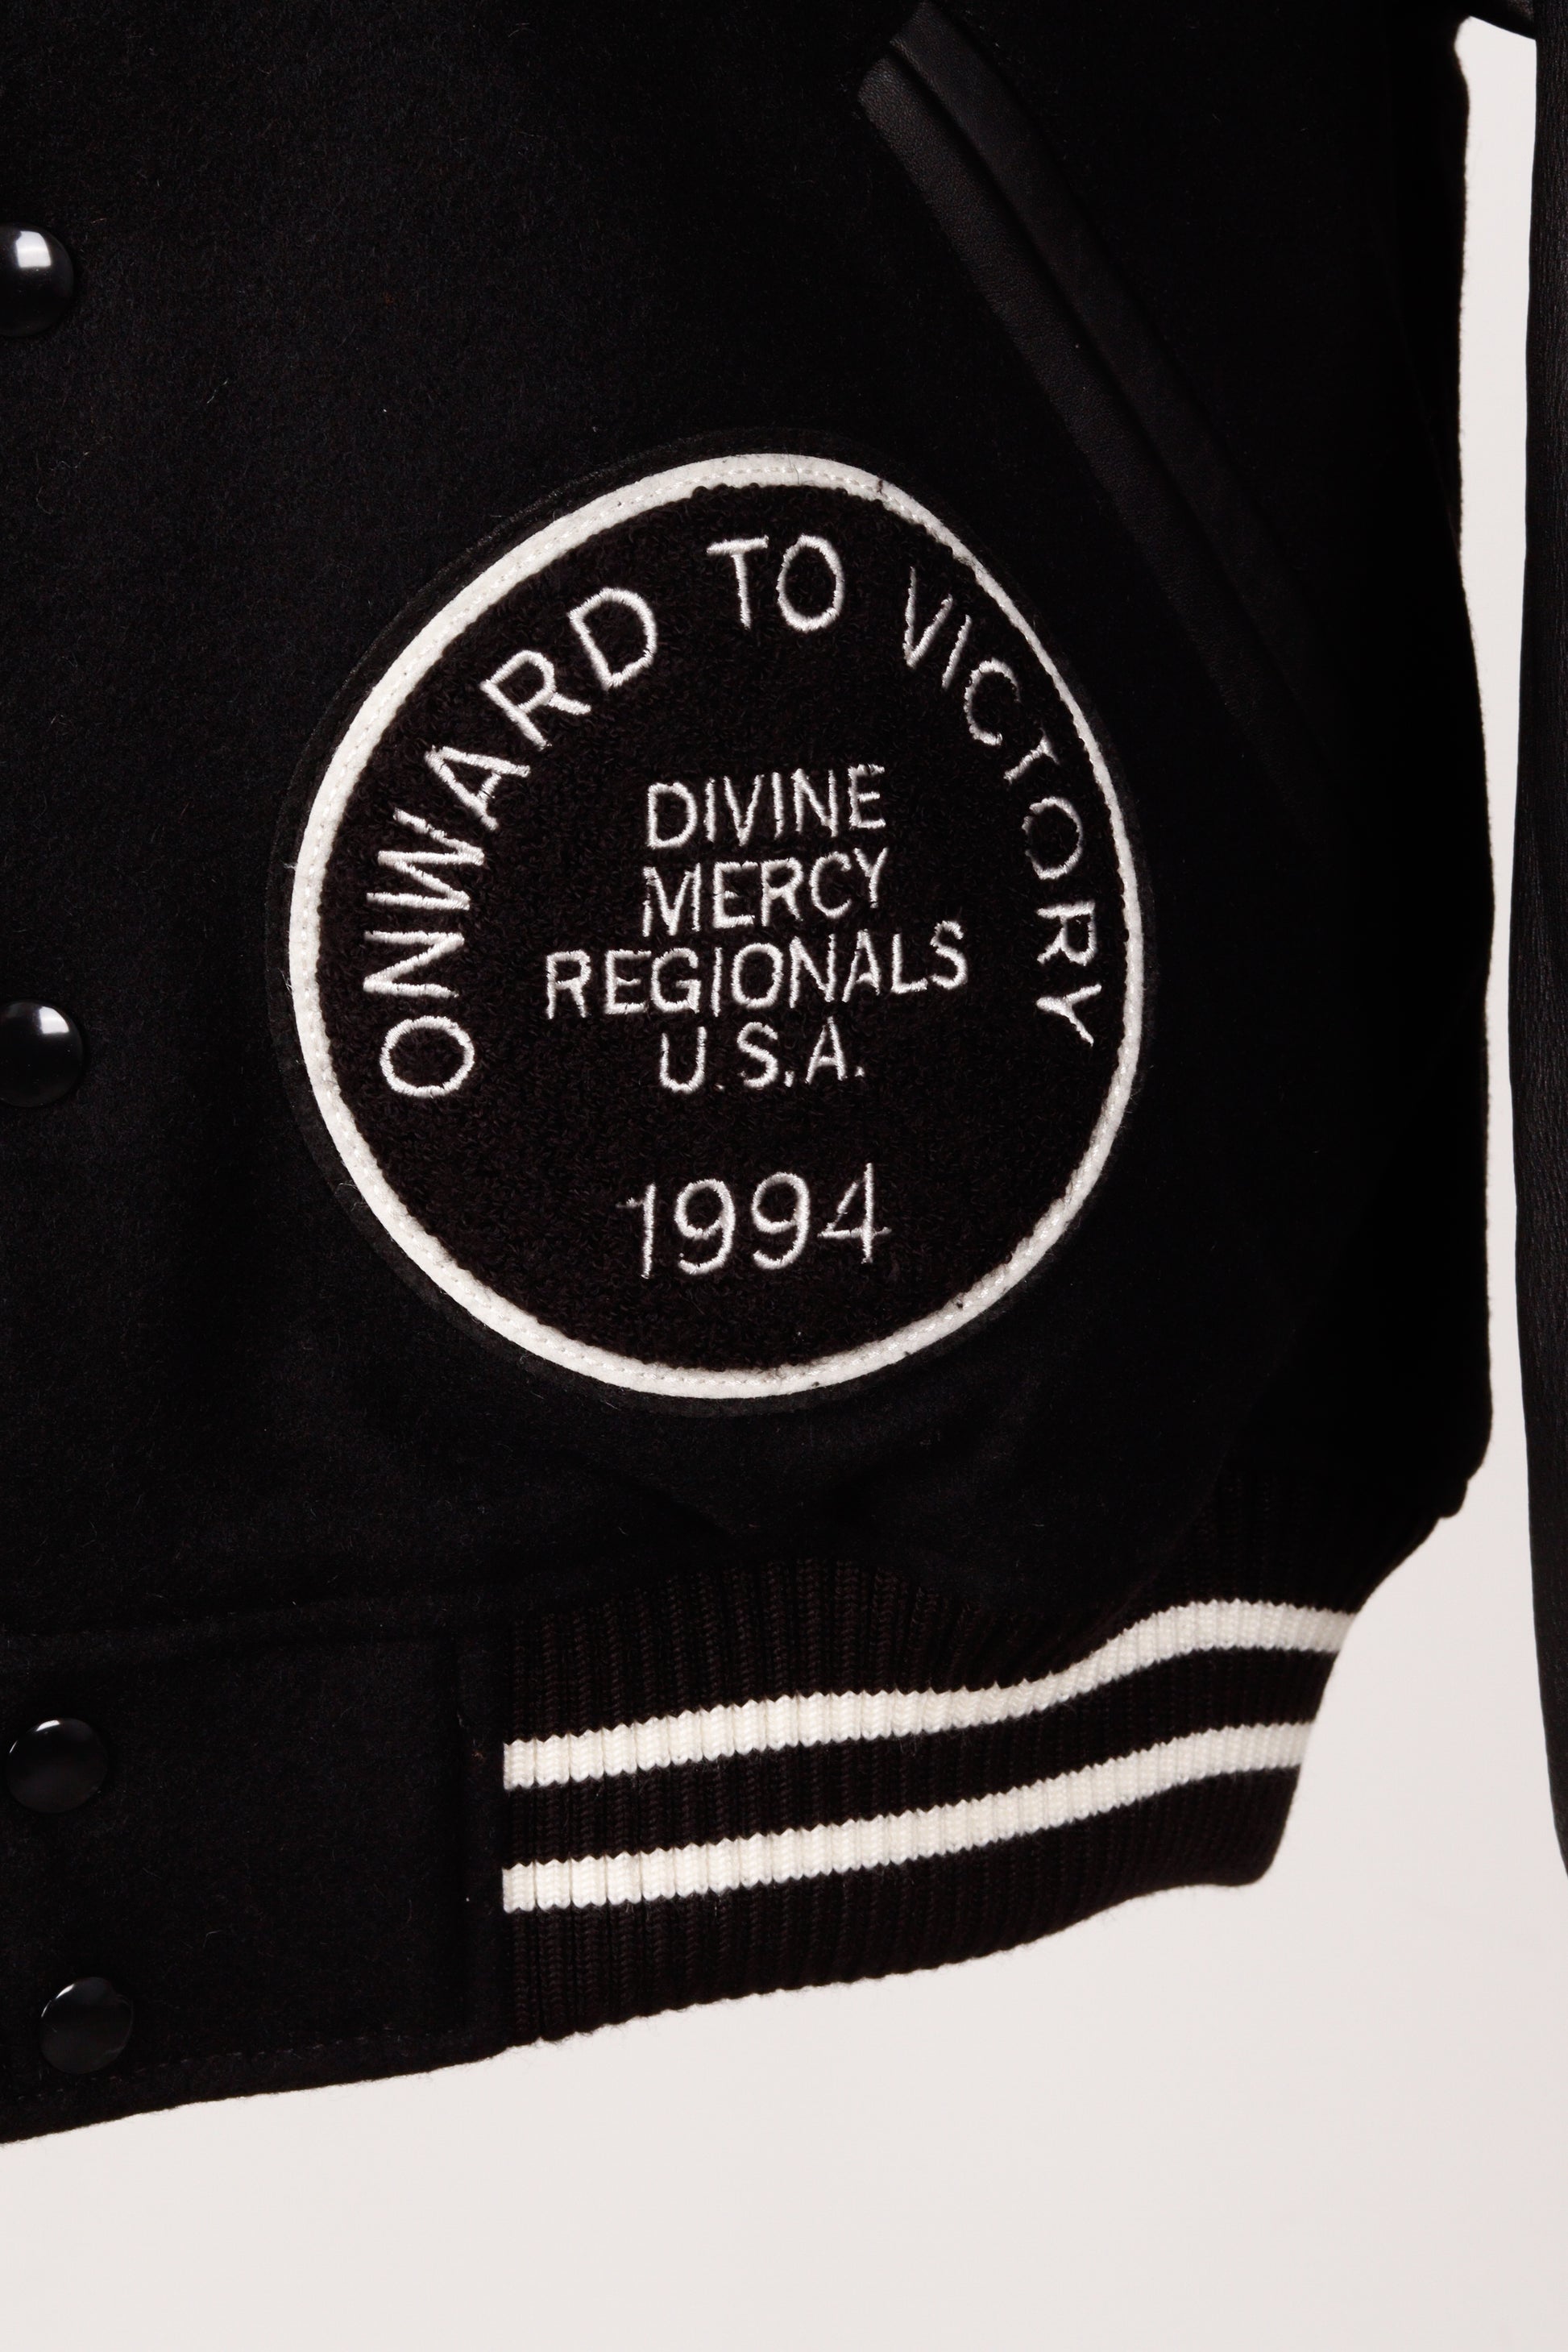 ONWARD TO VICTORY
DIVINE
MERCY
REGIONALS
U.S.A.
1994